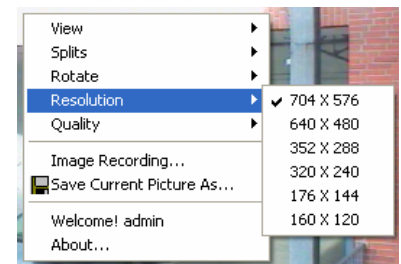 View
Splits
Rotate
Resolution
Quality
Image Recording...
Save Current Picture As...
Welcome! admin
About...
704 X 576
640 X 480
352 X 288
320 X 240
176 X 144
160 X 120